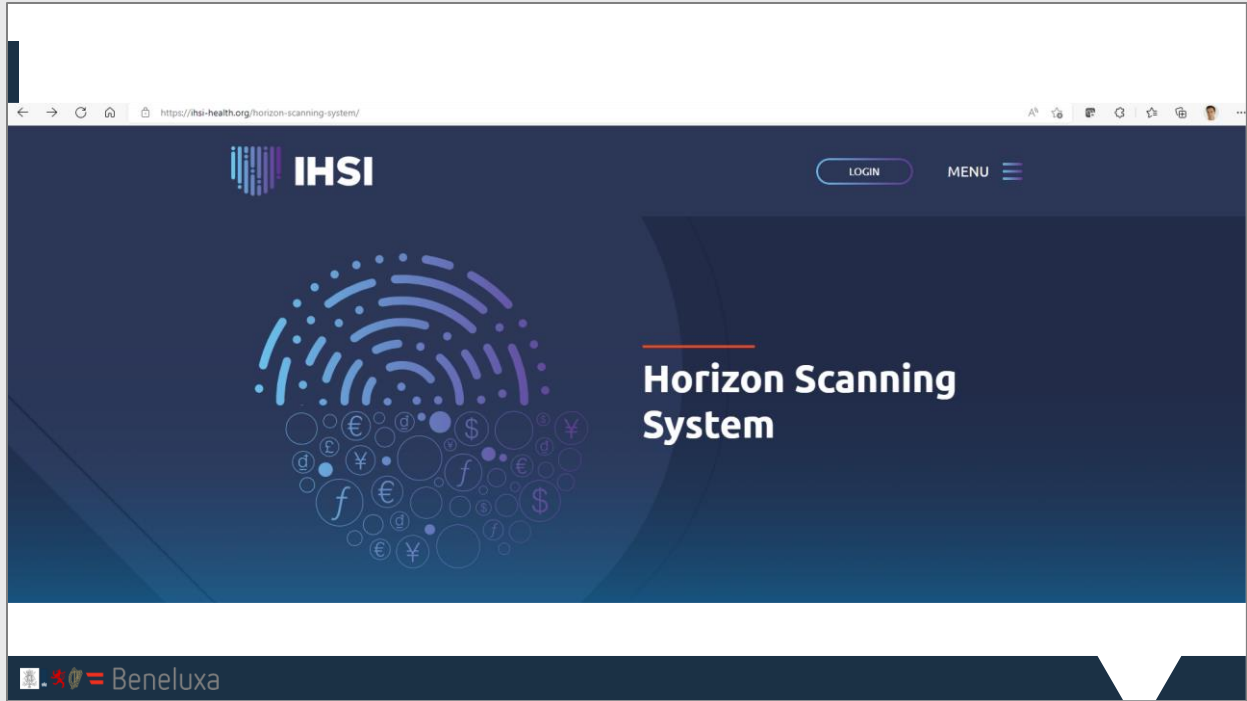 https://ihsi-health.org/horizon-scanning-system/
IHSI
LOGIN
MENU
Horizon Scanning
System
€ ₫ $ $ ¥
£ ¥ ¥ ₫
₫ ƒ €
ƒ € $ $
₫ ƒ
€ ¥
Beneluxa